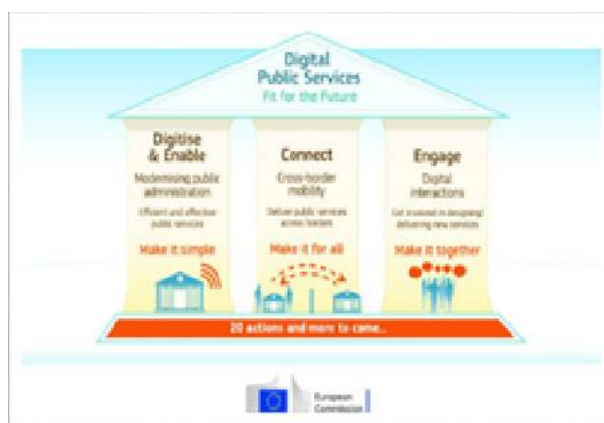 Digital
Public Services
Fit for the Future
Digitise
& Enable
Modernising public
administration
Efficient and effective
public services
Make it simple
Connect
Cross-border
mobility
Deliver public services
across borders
Make it for all
Engage
Digital
interactions
Get involved in designing/
delivering new services
Make it together
20 actions and more to come...
European
Commission